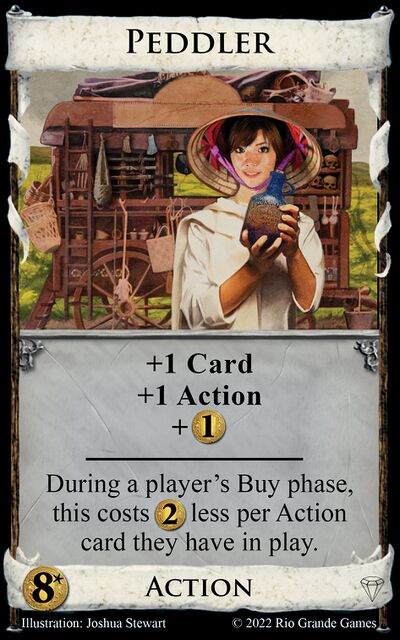 PEDDLER
+1 Card
+1 Action
+ 1
During a player's Buy phase,
this costs 2 less per Action
card they have in play.
8* ACTION
Illustration: Joshua Stewart © 2022 Rio Grande Games